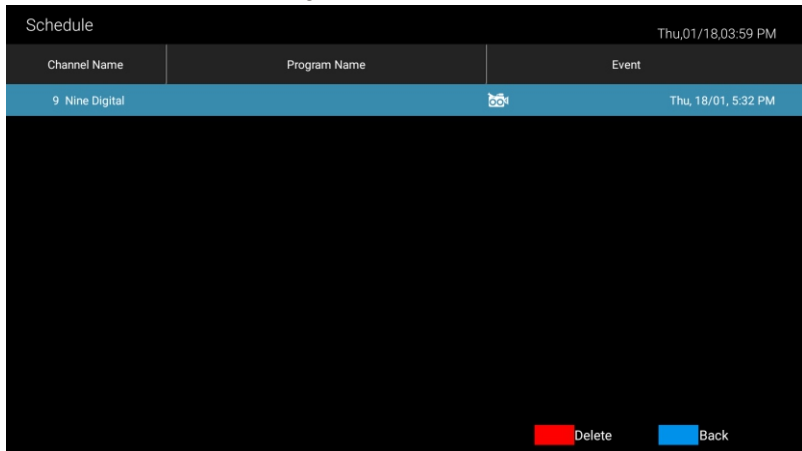 Schedule
Thu,01/18,03:59 PM
Channel Name Program Name Event
9 Nine Digital Thu, 18/01, 5:32 PM
Delete Back